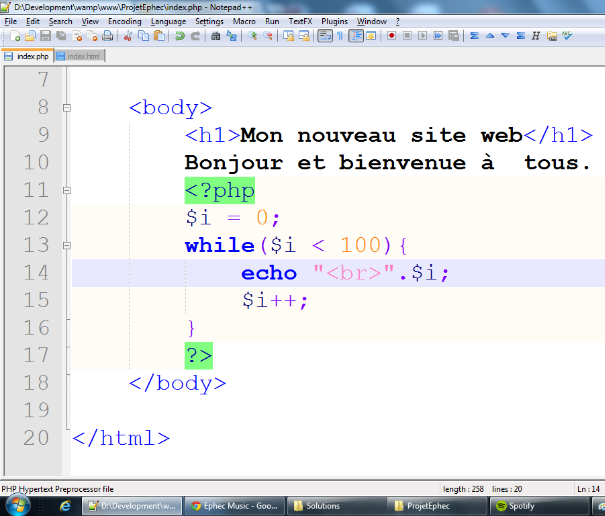 D:\Development\wamp\www\ProjetEphec\index.php - Notepad++
File Edit Search View Encoding Language Settings Macro Run TextFX Plugins Window ?
index.php index.html
7
8 <body>
9 <h1>Mon nouveau site web</h1>
10 Bonjour et bienvenue à  tous.
11 <?php
12 $i = 0;
13 while($i < 100){
14 echo "<br>".$i;
15 $i++;
16 }
17 ?>
18 </body>
19
20 </html>
PHP Hypertext Preprocessor file length : 258 lines : 20 Ln : 14
D:\Development\w... Ephec Music - Goo... Solutions ProjetEphec Spotify